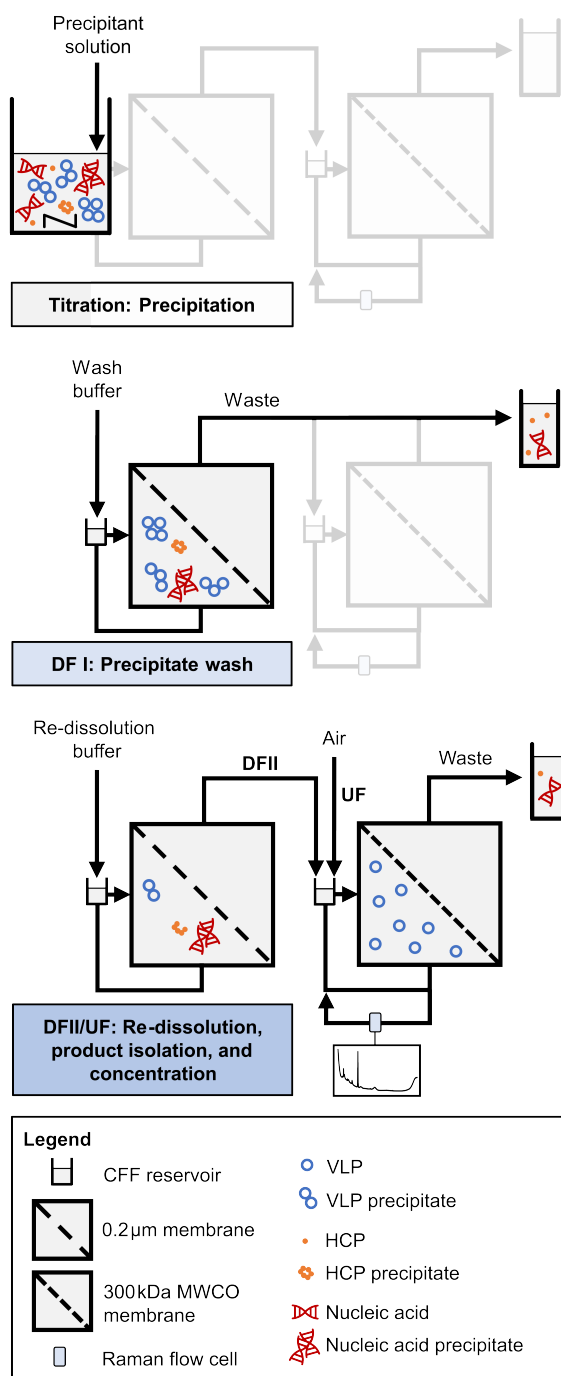 Precipitant
solution
Titration: Precipitation
Wash
buffer
Waste
DF I: Precipitate wash
Re-dissolution
buffer
DFII
Air
UF
Waste
DFII/UF: Re-dissolution,
product isolation, and
concentration
Legend
CFF reservoir
0.2µm membrane
300kDa MWCO
membrane
Raman flow cell
VLP
VLP precipitate
HCP
HCP precipitate
Nucleic acid
Nucleic acid precipitate